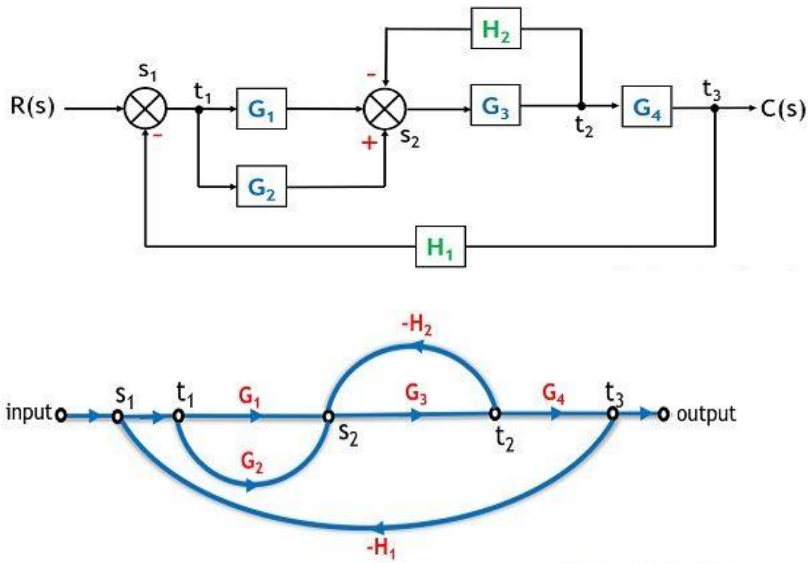 H₂
s₁
t₁
-
t₃
R(s)
G₁
G₃
G₄
C(s)
-
+
s₂
t₂
G₂
H₁
-H₂
s₁
t₁
G₁
G₃
G₄
t₃
input
output
s₂
t₂
G₂
-H₁